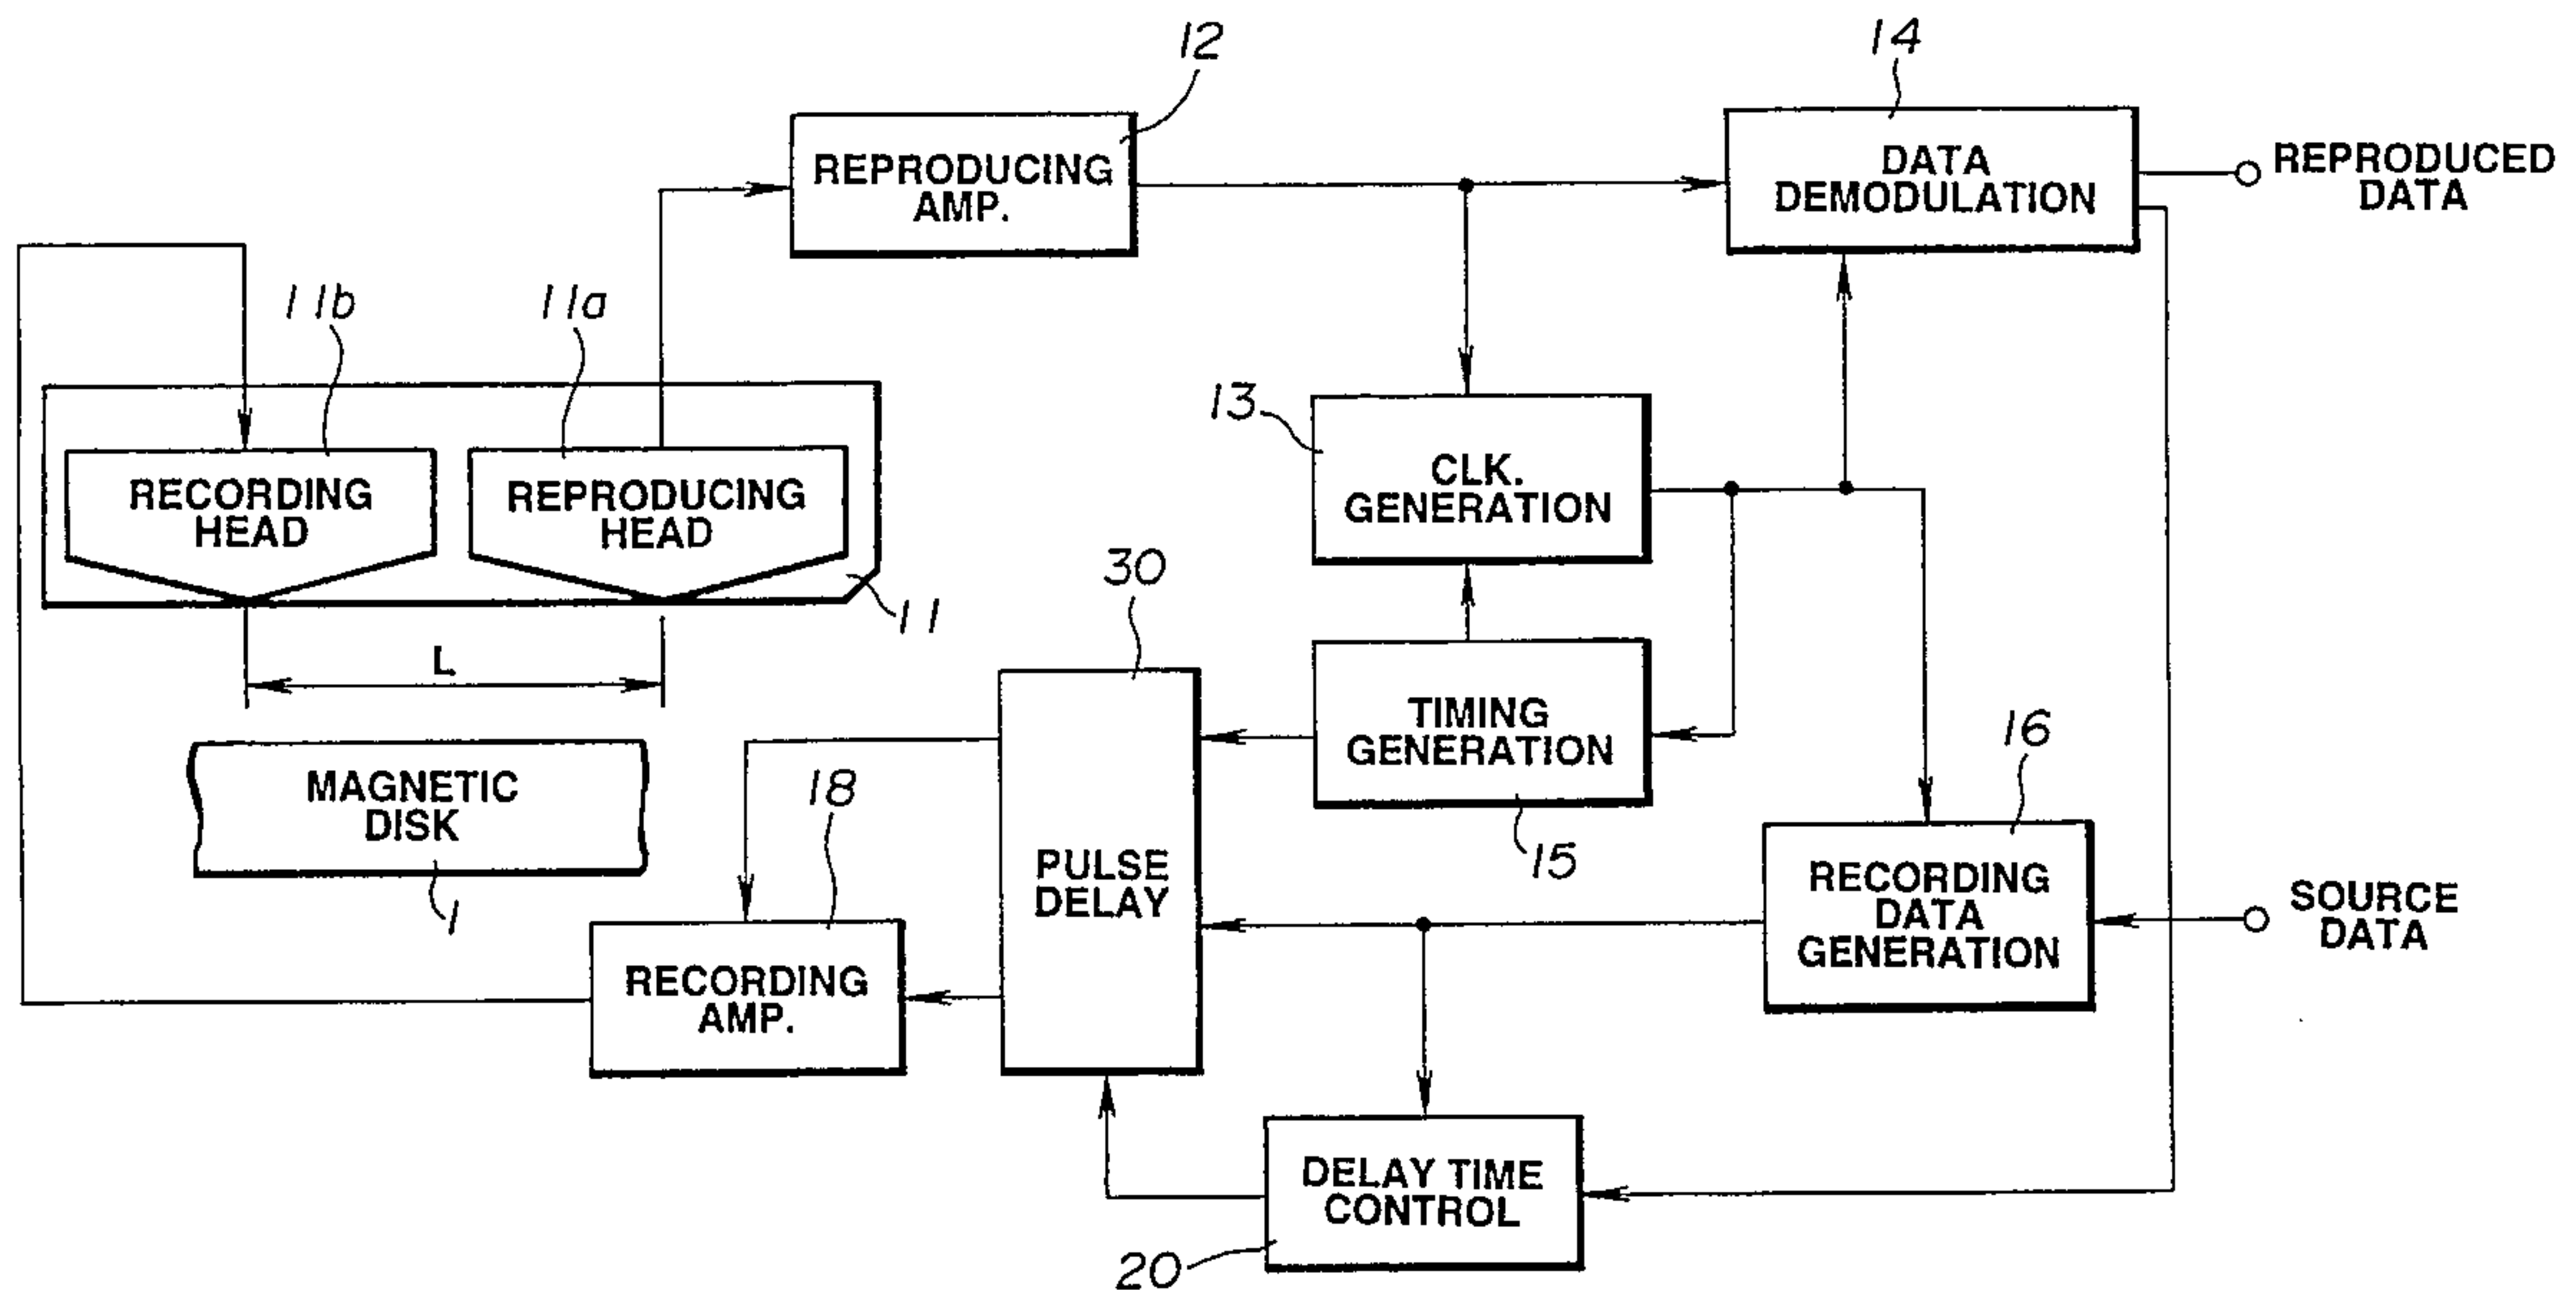 12
14
REPRODUCING
AMP.
DATA
DEMODULATION
REPRODUCED
DATA
11b
11a
RECORDING
HEAD
REPRODUCING
HEAD
11
13
CLK.
GENERATION
L
30
TIMING
GENERATION
15
16
MAGNETIC
DISK
1
18
PULSE
DELAY
RECORDING
DATA
GENERATION
SOURCE
DATA
RECORDING
AMP.
DELAY TIME
CONTROL
20